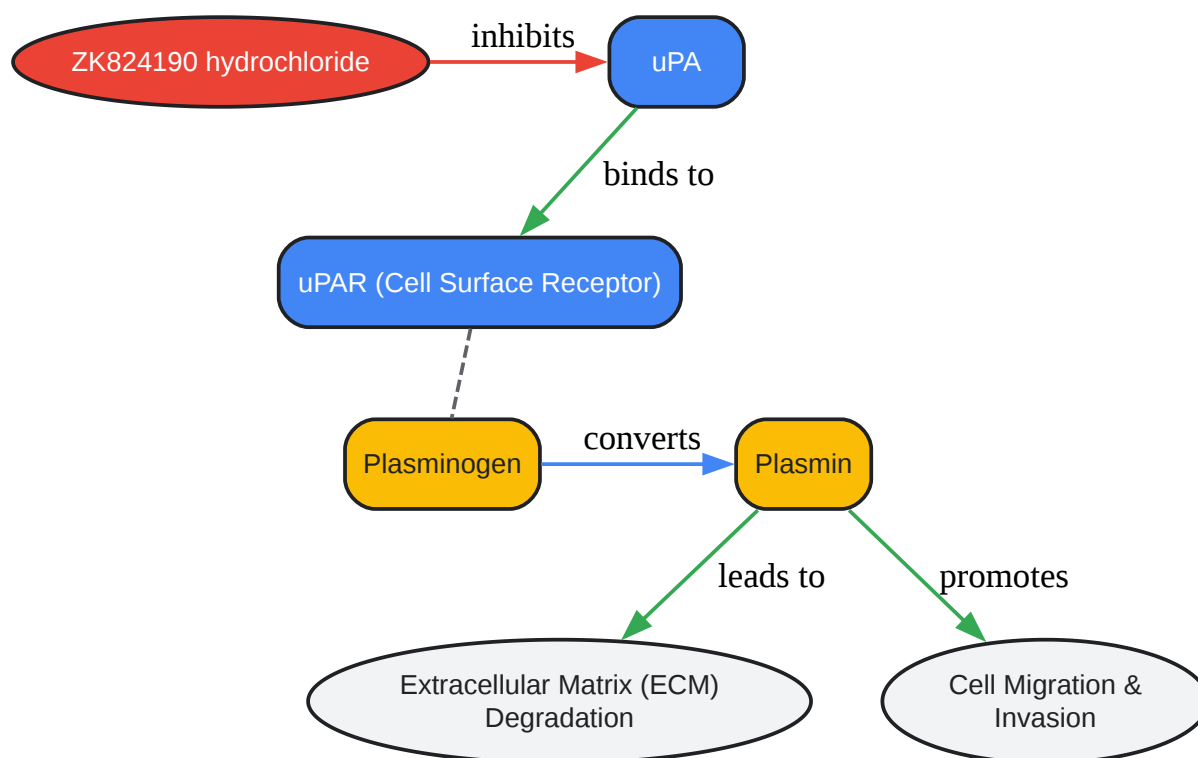 ZK824190 hydrochloride
inhibits
uPA
binds to
uPAR (Cell Surface Receptor)
Plasminogen
converts
Plasmin
leads to
promotes
Extracellular Matrix (ECM)
Degradation
Cell Migration &
Invasion